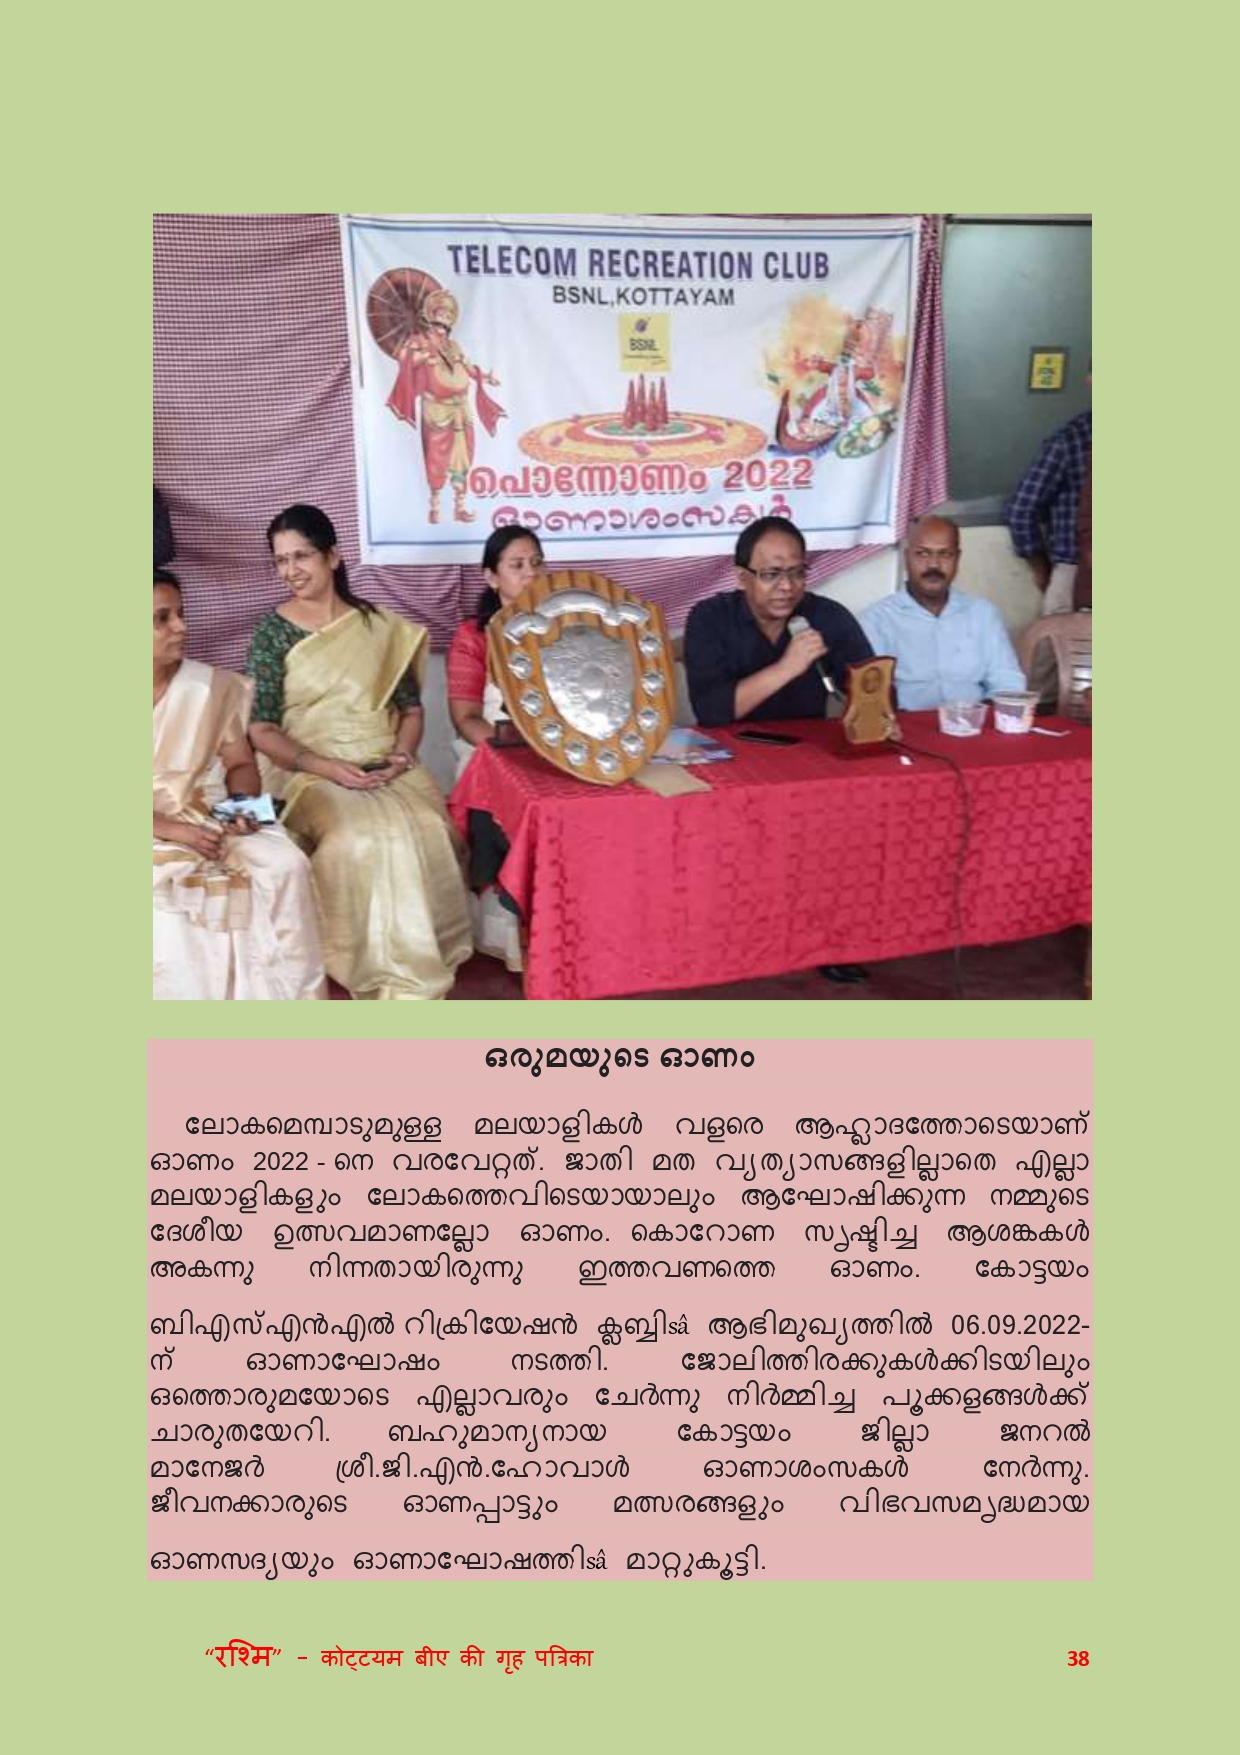 TELECOM RECREATION CLUB
BSNL,KOTTAYAM
BSNL
പൊന്നോണം 2022
ഓണാശംസകൾ
ഒരുമയുടെ ഓണം
ലോകമെമ്പാടുമുള്ള മലയാളികൾ വളരെ ആഹ്ലാദത്തോടെയാണ്
ഓണം 2022 - നെ വരവേറ്റത്. ജാതി മത വ്യത്യാസങ്ങളില്ലാതെ എല്ലാ
മലയാളികളും ലോകത്തെവിടെയായാലും ആഘോഷിക്കുന്ന നമ്മുടെ
ദേശീയ ഉത്സവമാണല്ലോ ഓണം. കൊറോണ സൃഷ്ടിച്ച ആശങ്കകൾ
അകന്നു നിന്നതായിരുന്നു ഇത്തവണത്തെ ഓണം. കോട്ടയം
ബിഎസ്എൻഎൽ റിക്രിയേഷൻ ക്ലബ്ബിsâ ആഭിമുഖ്യത്തിൽ 06.09.2022-
ന് ഓണാഘോഷം നടത്തി. ജോലിത്തിരക്കുകൾക്കിടയിലും
ഒത്തൊരുമയോടെ എല്ലാവരും ചേർന്നു നിർമ്മിച്ച പൂക്കളങ്ങൾക്ക്
ചാരുതയേറി. ബഹുമാന്യനായ കോട്ടയം ജില്ലാ ജനറൽ
മാനേജർ ശ്രീ.ജി.എൻ.ഹോവാൾ ഓണാശംസകൾ നേർന്നു.
ജീവനക്കാരുടെ ഓണപ്പാട്ടും മത്സരങ്ങളും വിഭവസമൃദ്ധമായ
ഓണസദ്യയും ഓണാഘോഷത്തിsâ മാറ്റുകൂട്ടി.
“रश्मि” - कोट्टयम बीए की गृह पत्रिका 38